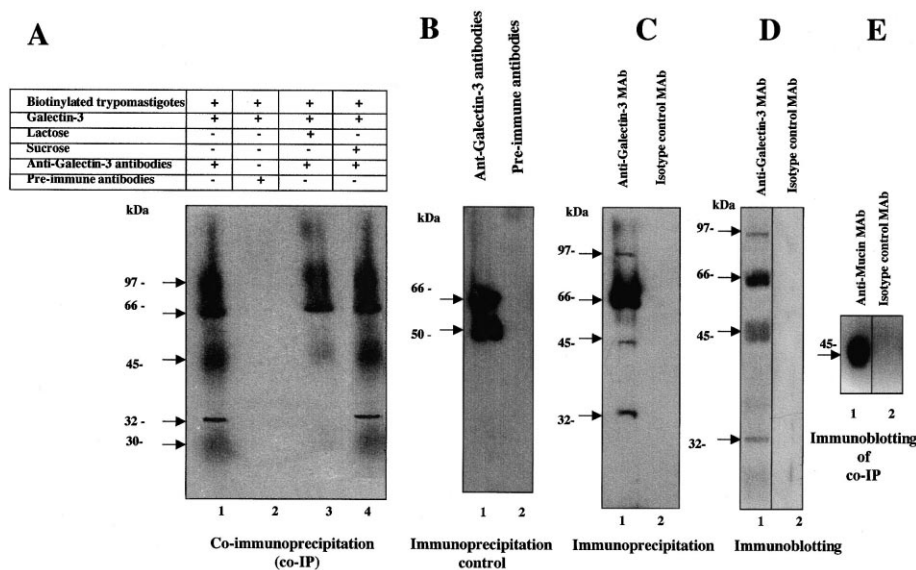 A
B
C
D
E
Biotinylated trypomastigotes + + + +
Galectin-3 + + + +
Lactose - - + -
Sucrose - - - +
Anti-Galectin-3 antibodies + - + +
Pre-immune antibodies - + - -
kDa
97 -
66 -
45-
32 -
30-
1 2 3 4
Co-immunoprecipitation
(co-IP)
Ant-Galectin-3 antibodies
Pre-immune antibodies
kDa
66 -
50 -
1 2
Immunoprecipitation
control
Anti-Galectin-3 MAb
Isotype control MAb
kDa
97-
66-
45-
32-
1 2
Immunoprecipitation
Anti-Galectin-3 MAb
Isotype control MAb
kDa
97-
66-
45-
32-
1 2
Immunoblotting
Anti-Mucin MAb
Isotype control MAb
45-
1 2
Immunoblotting
of
co-IP